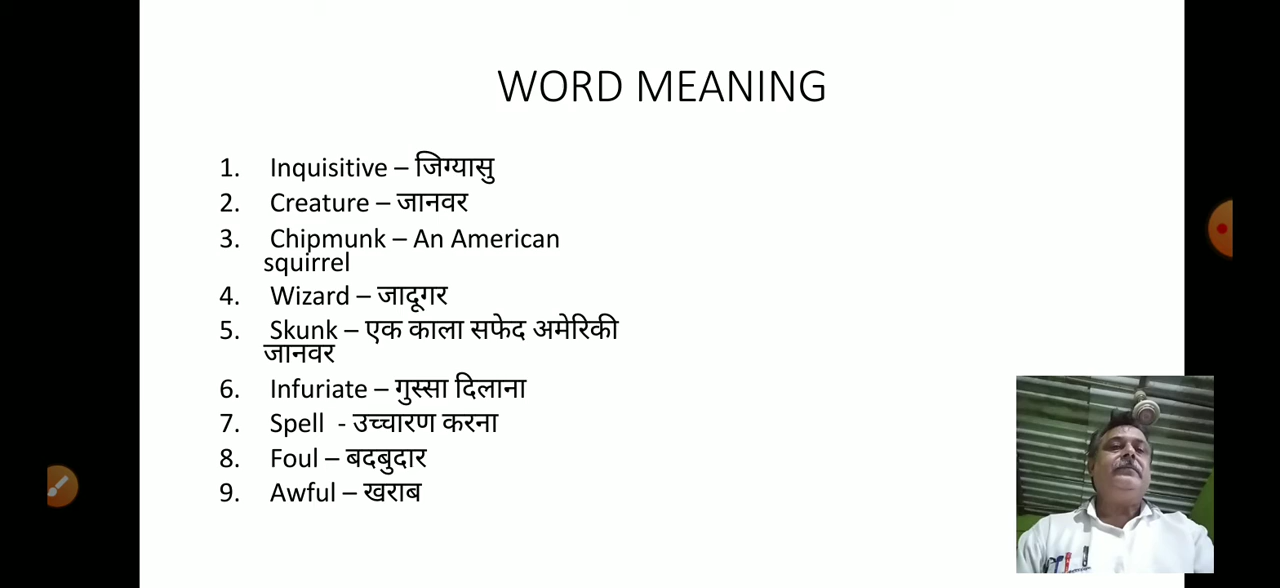 WORD MEANING
1. Inquisitive – जिग्यासु
2. Creature – जानवर
3. Chipmunk – An American
squirrel
4. Wizard – जादूगर
5. Skunk – एक काला सफेद अमेरिकी
जानवर
6. Infuriate – गुस्सा दिलाना
7. Spell - उच्चारण करना
8. Foul – बदबुदार
9. Awful – खराब